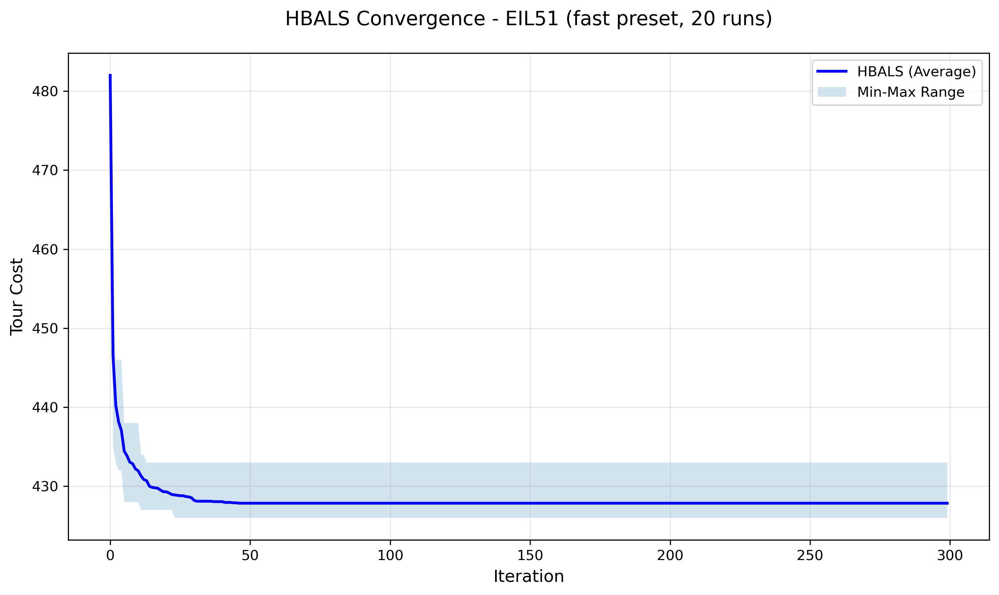 HBALS Convergence - EIL51 (fast preset, 20 runs)
HBALS (Average)
Min-Max Range
480
470
460
450
440
430
Tour Cost
0 50 100 150 200 250 300
Iteration